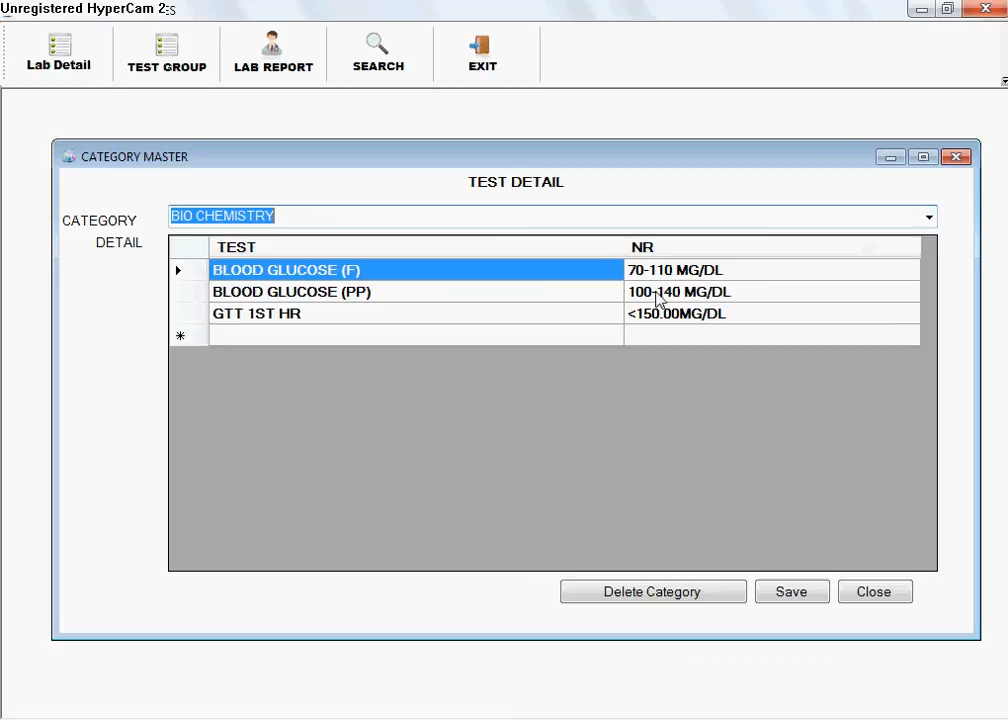 Unregistered HyperCam 2
Lab Detail
TEST GROUP
LAB REPORT
SEARCH
EXIT
CATEGORY MASTER
TEST DETAIL
CATEGORY BIO CHEMISTRY
DETAIL
TEST NR
BLOOD GLUCOSE (F) 70-110 MG/DL
BLOOD GLUCOSE (PP) 100-140 MG/DL
GTT 1ST HR <150.00MG/DL
*
Delete Category Save Close